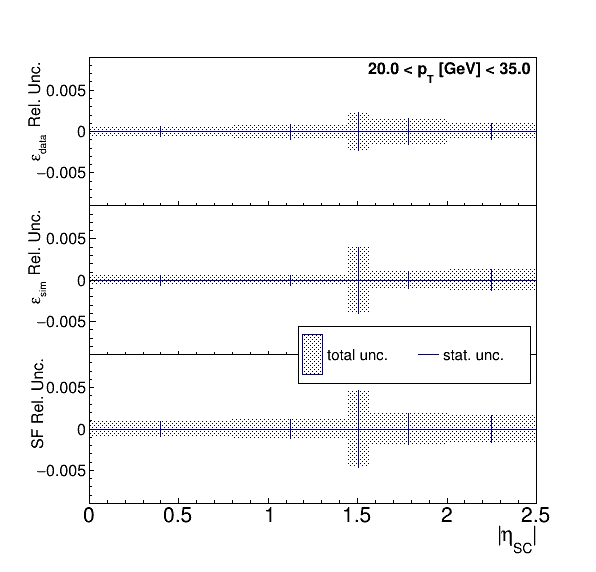 20.0 < p_T [GeV] < 35.0
ε_data Rel. Unc.
0.005
0
−0.005
ε_sim Rel. Unc.
0.005
0
−0.005
total unc.
stat. unc.
SF Rel. Unc.
0.005
0
−0.005
0 0.5 1 1.5 2 2.5
|η_SC|